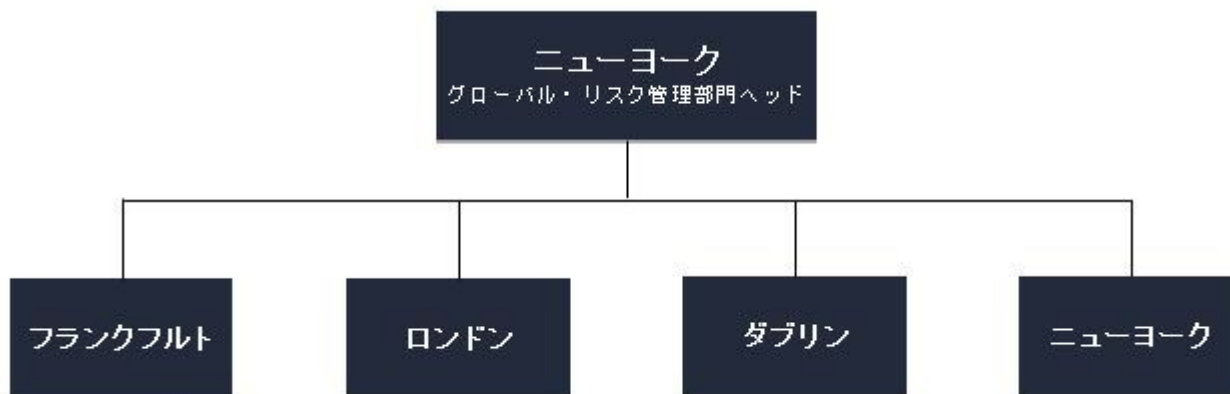 ニューヨーク
グローバル・リスク管理部門ヘッド
フランクフルト
ロンドン
ダブリン
ニューヨーク